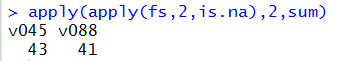 > apply(apply(fs,2,is.na),2,sum)
v045 v088
43 41